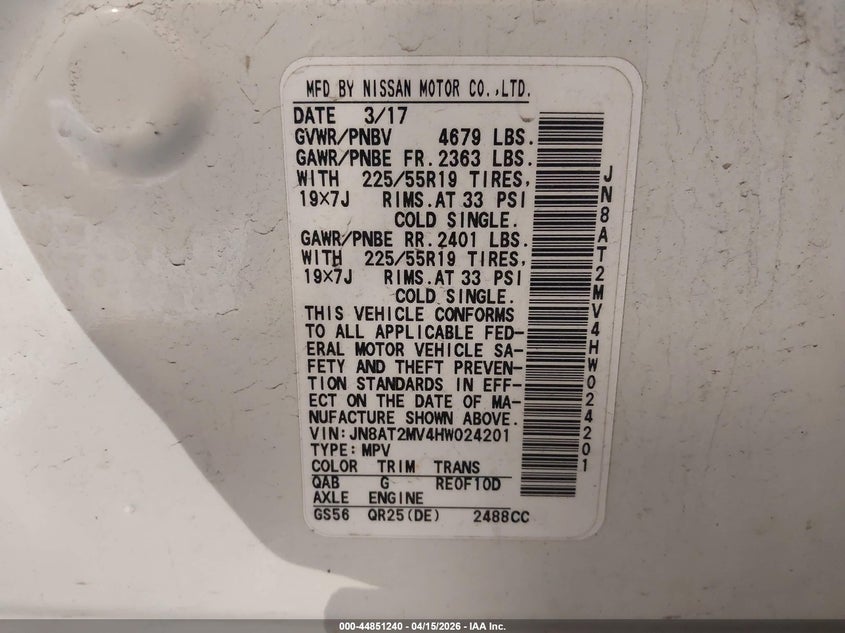 MFD BY NISSAN MOTOR CO.,LTD.
DATE 3/17
GVWR/PNBV 4679 LBS.
GAWR/PNBE FR. 2363 LBS.
WITH 225/55R19 TIRES,
19×7J RIMS. AT 33 PSI
COLD SINGLE.
GAWR/PNBE RR. 2401 LBS.
WITH 225/55R19 TIRES,
19×7J RIMS. AT 33 PSI
COLD SINGLE.
THIS VEHICLE CONFORMS
TO ALL APPLICABLE FED-
ERAL MOTOR VEHICLE SA-
FETY AND THEFT PREVEN-
TION STANDARDS IN EFF-
ECT ON THE DATE OF MA-
NUFACTURE SHOWN ABOVE.
VIN: JN8AT2MV4HW024201
TYPE: MPV
COLOR TRIM TRANS
QAB G RE0F10D
AXLE ENGINE
GS56 QR25(DE) 2488CC
JN8AT2MV4HW024201
000-44851240 - 04/15/2026 - IAA Inc.